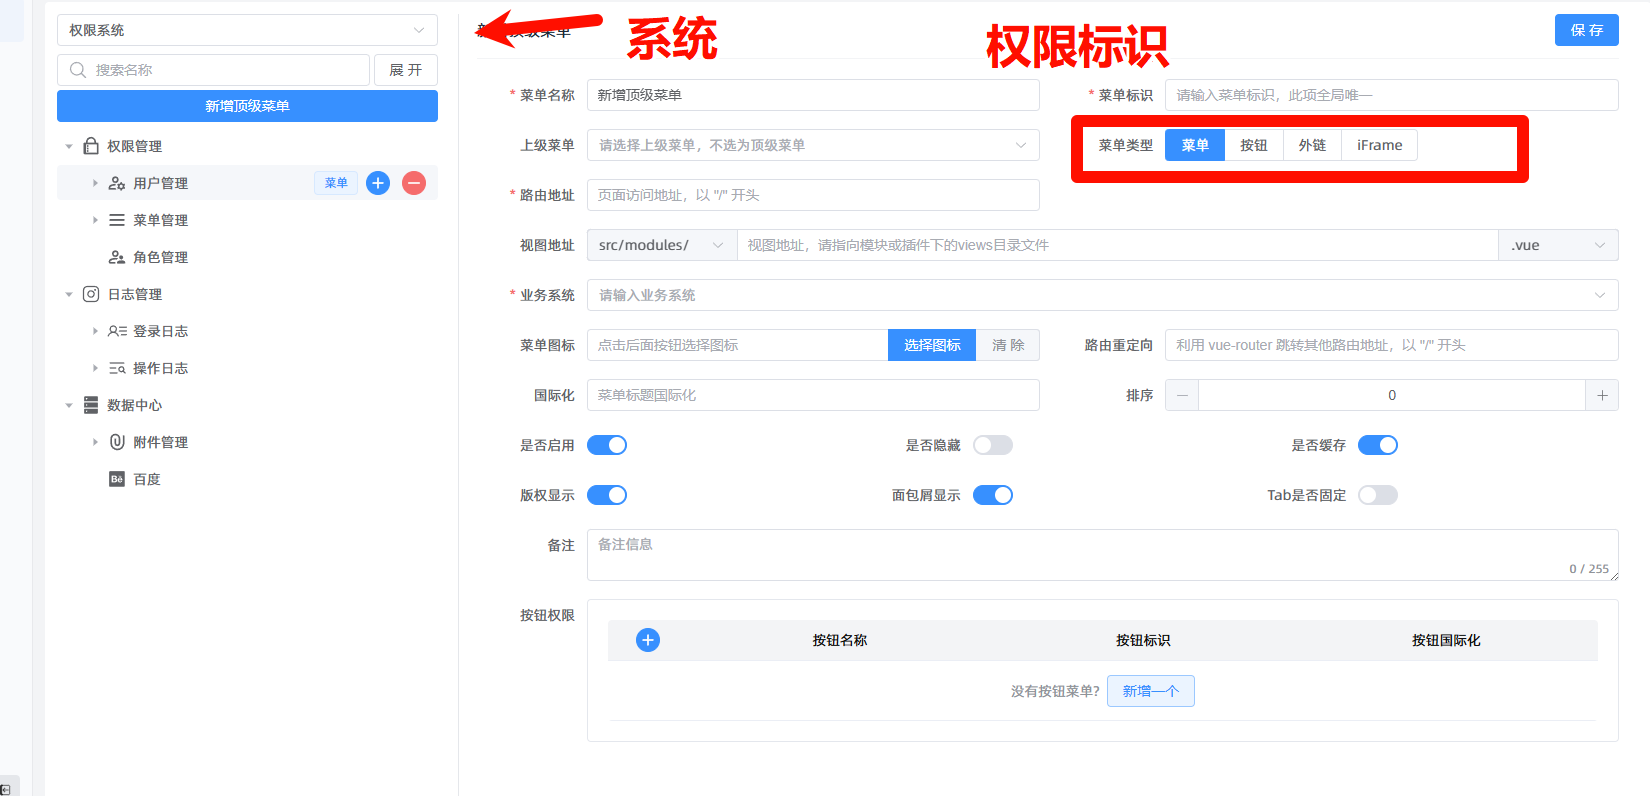 权限系统
搜索名称
展 开
新增顶级菜单
权限管理
用户管理
菜单
菜单管理
角色管理
日志管理
登录日志
操作日志
数据中心
附件管理
百度
系统
权限标识
顶级菜单
保 存
* 菜单名称 新增顶级菜单
* 菜单标识 请输入菜单标识，此项全局唯一
上级菜单 请选择上级菜单，不选为顶级菜单
菜单类型 菜单 按钮 外链 iFrame
* 路由地址 页面访问地址，以 "/" 开头
视图地址 src/modules/ 视图地址，请指向模块或插件下的views目录文件 .vue
* 业务系统 请输入业务系统
菜单图标 点击后面按钮选择图标 选择图标 清 除
路由重定向 利用 vue-router 跳转其他路由地址，以 "/" 开头
国际化 菜单标题国际化
排序 0
是否启用 是否隐藏 是否缓存
版权显示 面包屑显示 Tab是否固定
备注 备注信息
0 / 255
按钮权限
按钮名称 按钮标识 按钮国际化
没有按钮菜单? 新增一个